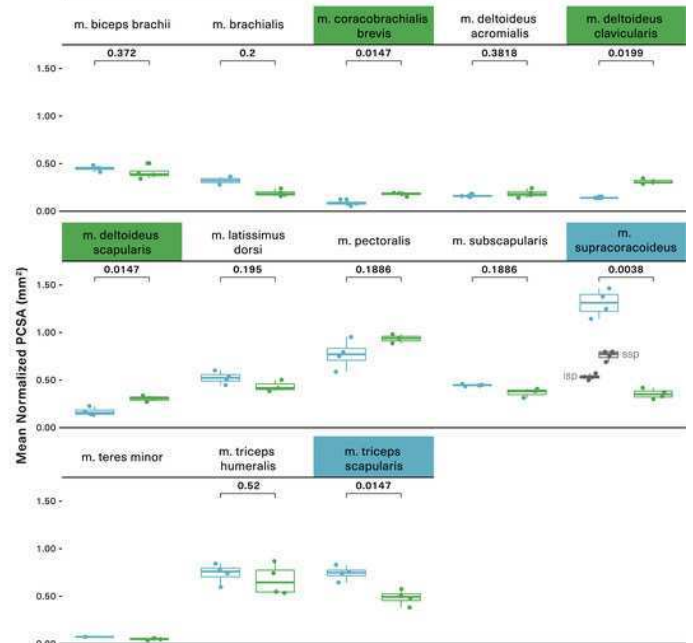 m. biceps brachii
m. brachialis
m. coracobrachialis
brevis
m. deltoideus
acromialis
m. deltoideus
clavicularis
0.372
0.2
0.0147
0.3818
0.0199
1.50
1.00
0.50
0.00
m. deltoideus
scapularis
m. latissimus
dorsi
m. pectoralis
m. subscapularis
m.
supracoracoideus
0.0147
0.195
0.1886
0.1886
0.0038
Mean Normalized PCSA (mm²)
1.50
1.00
0.50
0.00
isp
ssp
m. teres minor
m. triceps
humeralis
m. triceps
scapularis
0.52
0.0147
1.50
1.00
0.50
0.00